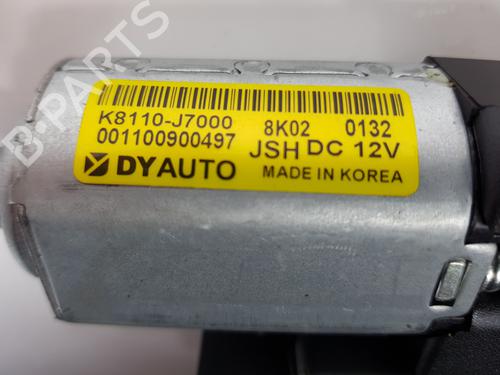 B-PARTS
K8110-J7000 8K02 0132
001100900497 JSH DC 12V
DYAUTO MADE IN KOREA